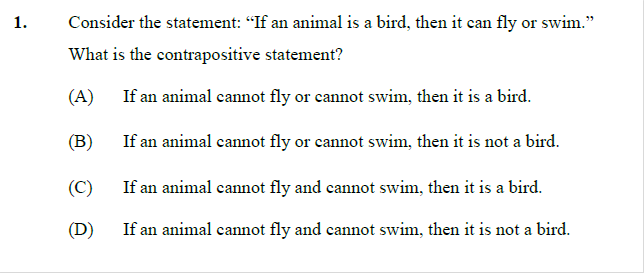 1. Consider the statement: “If an animal is a bird, then it can fly or swim.”
What is the contrapositive statement?
(A) If an animal cannot fly or cannot swim, then it is a bird.
(B) If an animal cannot fly or cannot swim, then it is not a bird.
(C) If an animal cannot fly and cannot swim, then it is a bird.
(D) If an animal cannot fly and cannot swim, then it is not a bird.